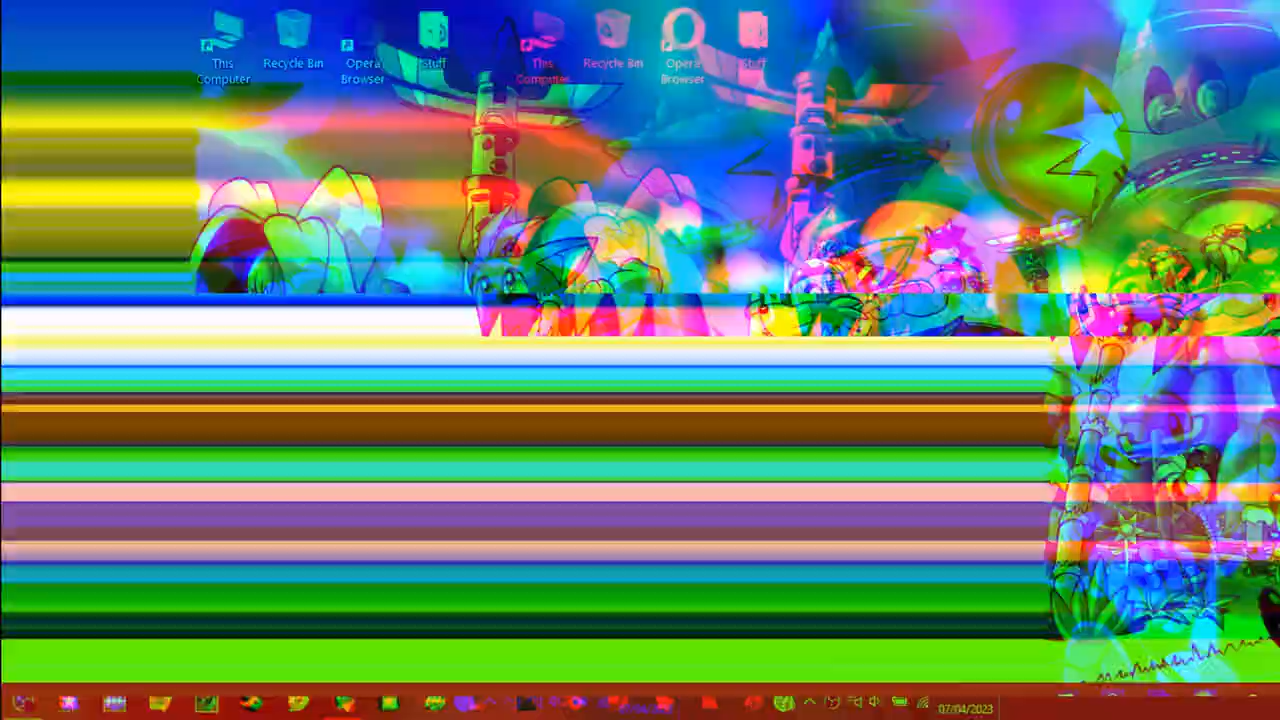 This
Computer
Recycle Bin
Opera
Browser
Stuff
This
Computer
Recycle Bin
Opera
Browser
Stuff
07/04/2023